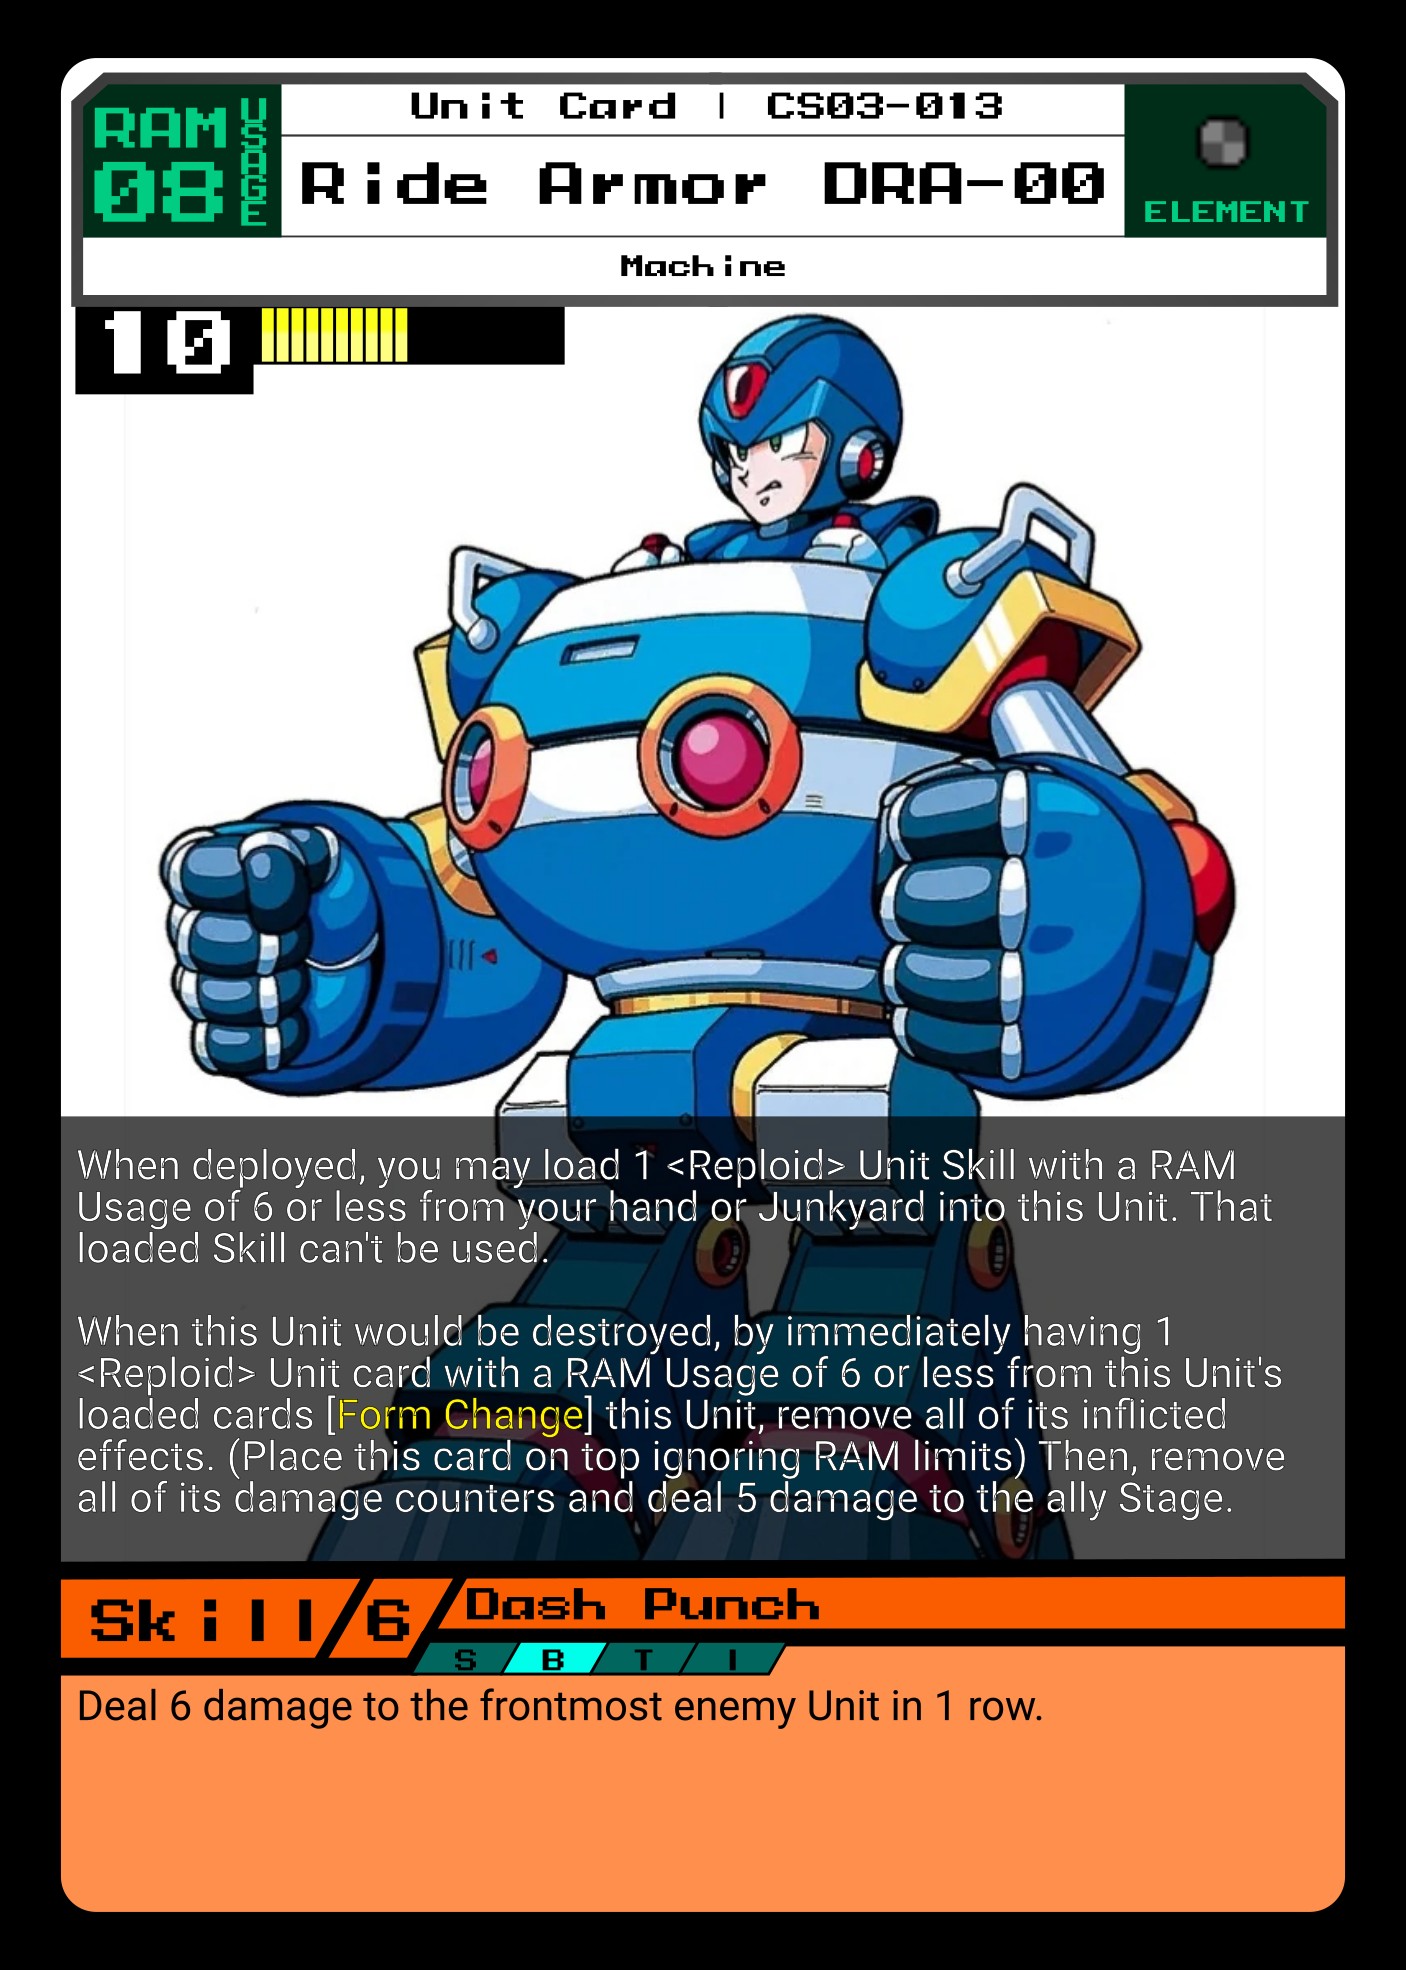 Unit Card | CS03-013
RAM USAGE
08
Ride Armor DRA-00
ELEMENT
Machine
10
When deployed, you may load 1 <Reploid> Unit Skill with a RAM
Usage of 6 or less from your hand or Junkyard into this Unit. That
loaded Skill can't be used.
When this Unit would be destroyed, by immediately having 1
<Reploid> Unit card with a RAM Usage of 6 or less from this Unit's
loaded cards [Form Change] this Unit, remove all of its inflicted
effects. (Place this card on top ignoring RAM limits) Then, remove
all of its damage counters and deal 5 damage to the ally Stage.
Skill/6 Dash Punch
S B T I
Deal 6 damage to the frontmost enemy Unit in 1 row.